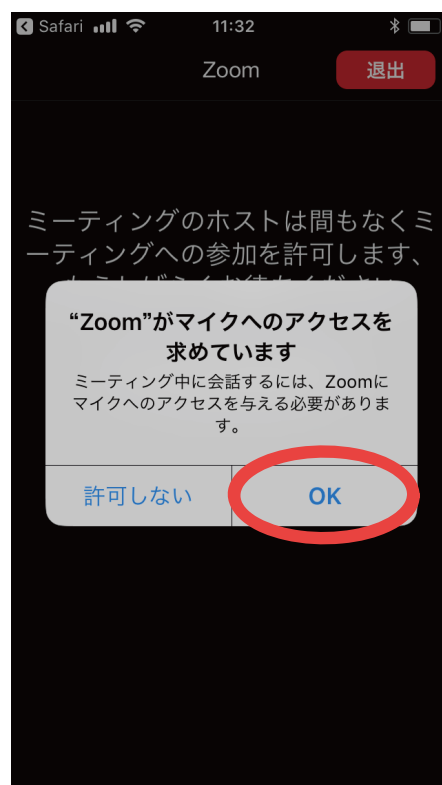 Safari 11:32
Zoom 退出
ミーティングのホストは間もなくミ
ーティングへの参加を許可します、
“Zoom”がマイクへのアクセスを
求めています
ミーティング中に会話するには、Zoomに
マイクへのアクセスを与える必要がありま
す。
許可しない OK